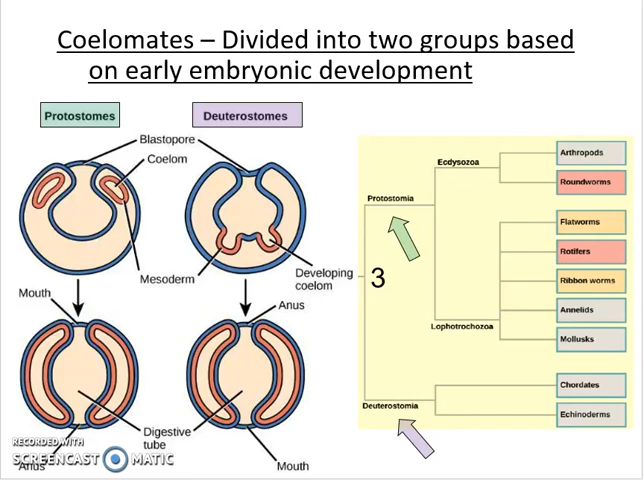 Coelomates – Divided into two groups based
on early embryonic development
Protostomes
Deuterostomes
Blastopore
Coelom
Mesoderm
Developing
coelom
Mouth
Anus
Digestive
tube
Anus
Mouth
Arthropods
Ecdysozoa
Roundworms
Protostomia
Flatworms
Rotifers
3
Ribbon worms
Annelids
Lophotrochozoa
Mollusks
Chordates
Deuterostomia
Echinoderms
RECORDED WITH
SCREENCAST MATIC